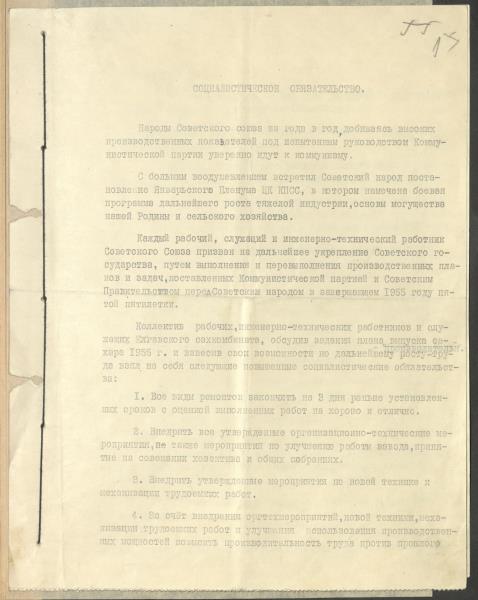 55
СОЦИАЛИСТИЧЕСКОЕ ОБЯЗАТЕЛЬСТВО.
Народы Советского союза из года в год, добиваясь высоких
производственных показателей под испытанным руководством Комму-
нистической партии уверенно идут к коммунизму.
С большим воодушевлением встретил Советский народ поста-
новление Январьского Пленума ЦК КПСС, в котором намечена боевая
программа дальнейшего роста тяжелой индустрии, основы могущества
нашей Родины и сельского хозяйства.
Каждый рабочий, служащий и инженерно-технический работник
Советского Союза призван на дальнейшее укрепление Советского го-
сударства, путем выполнения и перевыполнения производственных пла-
нов и задач, поставленных Коммунистической партией и Советским
Правительством перед Советским народом в завершающем 1955 году пя-
той пятилетки.
Коллектив рабочих, инженерно-технических работников и слу-
жащих сахкомбината, обсудив задания плана выпуска са-
хара 1955 г. и взвесив свои возможности по дальнейшему росту производительн. тру-
да взял на себя следующие повышенные социалистические обязательст-
ва:
1. Все виды ремонтов закончить на 3 дня раньше установлен-
ных сроков с оценкой выполненных работ на хорошо и отлично.
2. Внедрить все утвержденные организационно-технические ме-
роприятия, а также мероприятия по улучшению работы завода, приня-
тые на совещании хозактива и общих собраниях.
3. Внедрить утвержденные мероприятия по новой технике и
механизации трудоемких работ.
4. За счёт внедрения оргтехмероприятий, новой техники, меха-
низации трудоемких работ и улучшения использования производствен-
ных мощностей повысить производительность труда против прошлого